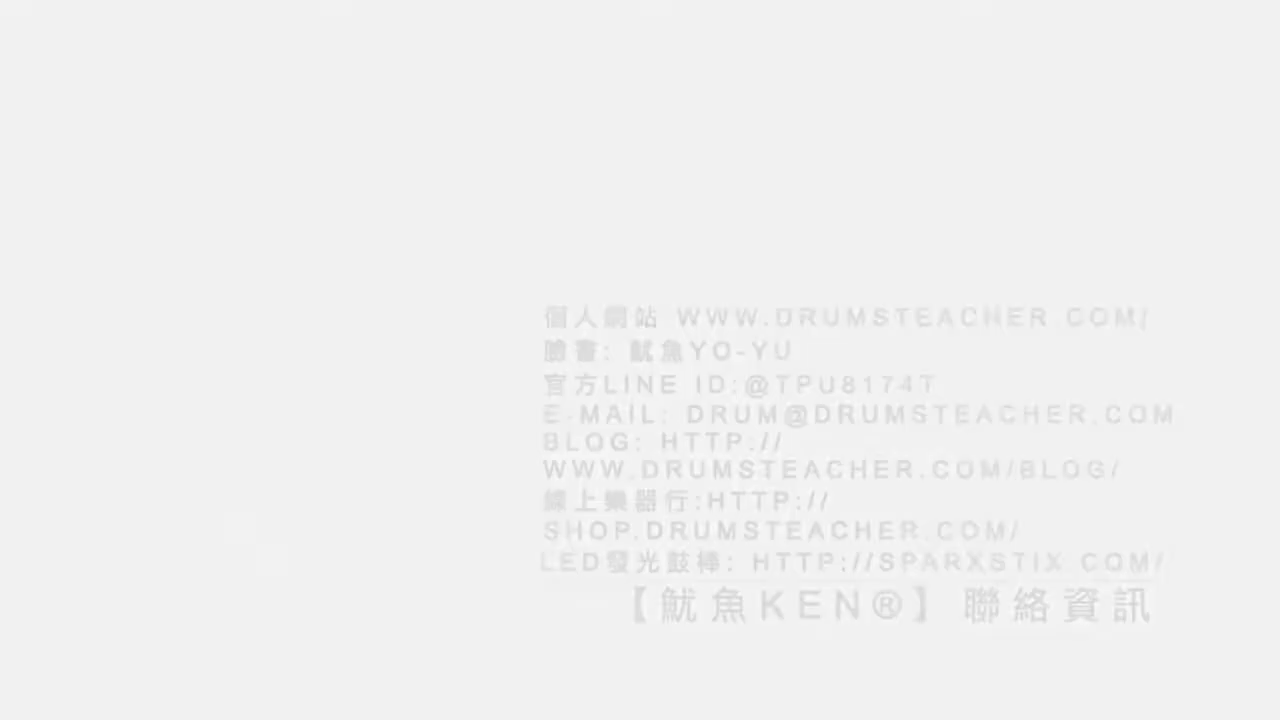 個人網站 WWW.DRUMSTEACHER.COM/
臉書: 魷魚YO-YU
官方LINE ID:@TPU8174T
E-MAIL: DRUM@DRUMSTEACHER.COM
BLOG: HTTP://
WWW.DRUMSTEACHER.COM/BLOG/
線上樂器行:HTTP://
SHOP.DRUMSTEACHER.COM/
LED發光鼓棒: HTTP://SPARXSTIX.COM/
【魷魚KEN®】 聯絡資訊